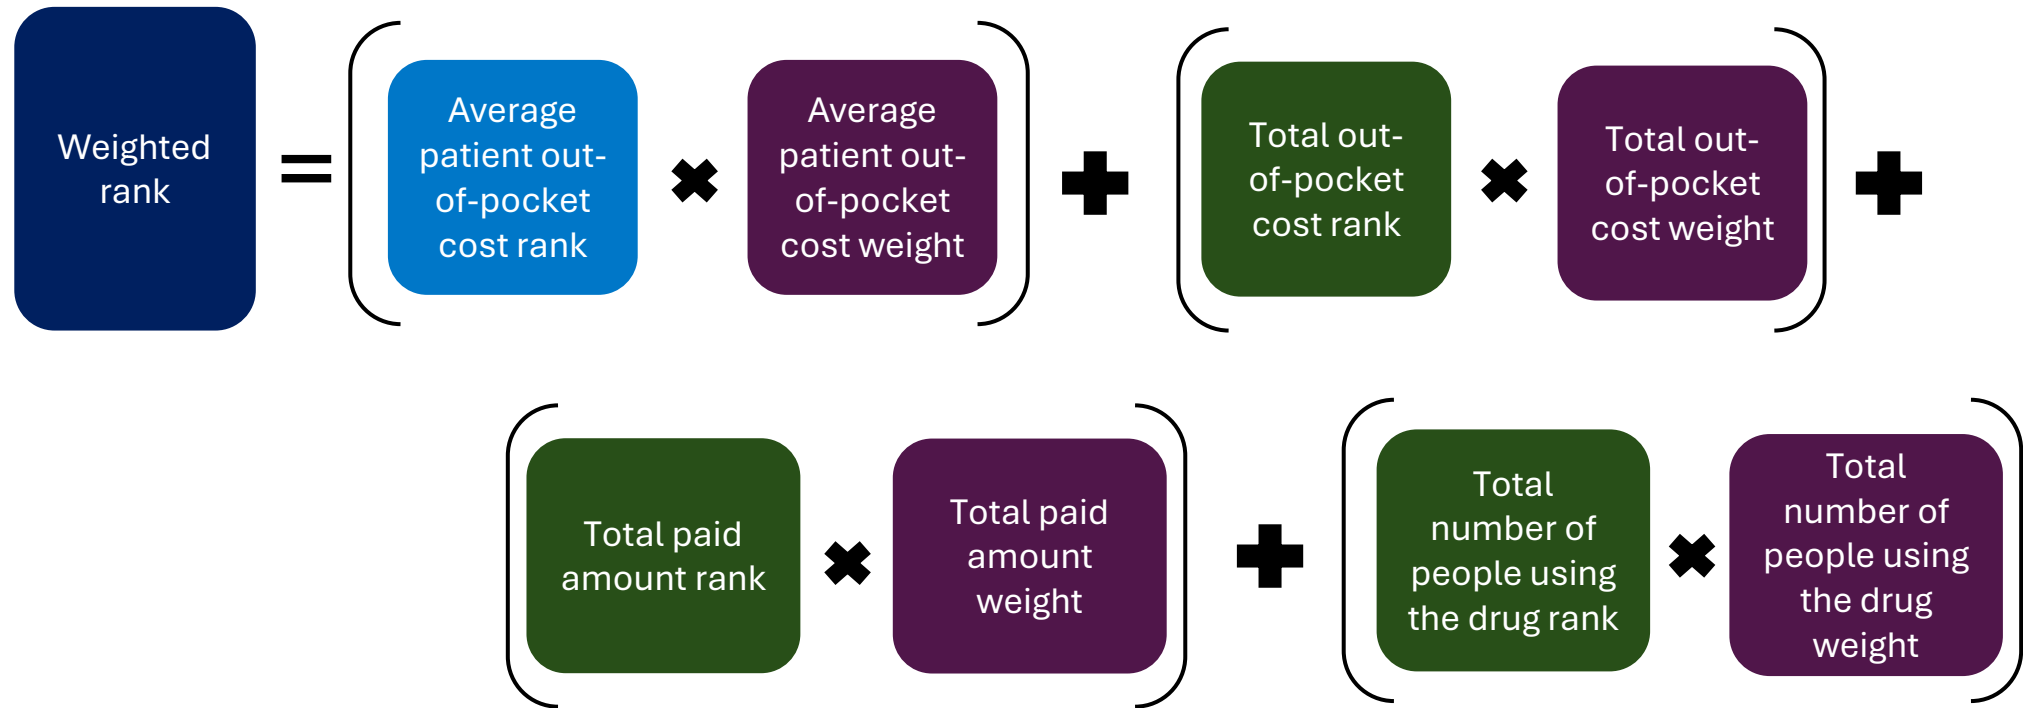 Weighted
rank
=
Average
patient out-
of-pocket
cost rank
×
Average
patient out-
of-pocket
cost weight
+
Total out-
of-pocket
cost rank
×
Total out-
of-pocket
cost weight
+
Total paid
amount rank
×
Total paid
amount
weight
+
Total
number of
people using
the drug rank
×
Total
number of
people using
the drug
weight